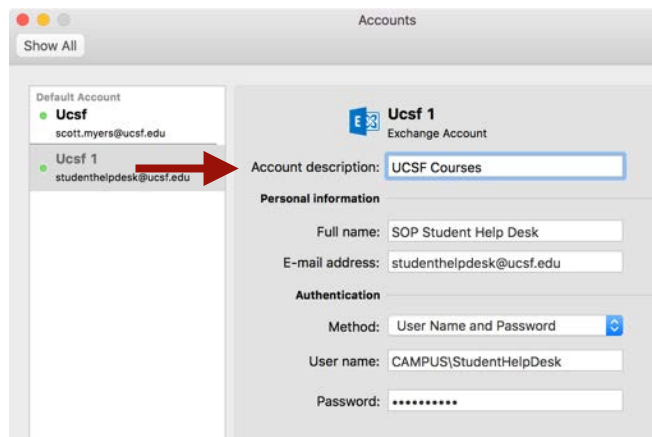 Accounts
Show All
Default Account
Ucsf
scott.myers@ucsf.edu
Ucsf 1
studenthelpdesk@ucsf.edu
Ucsf 1
Exchange Account
Account description: UCSF Courses
Personal information
Full name: SOP Student Help Desk
E-mail address: studenthelpdesk@ucsf.edu
Authentication
Method: User Name and Password
User name: CAMPUS\StudentHelpDesk
Password: ••••••••••